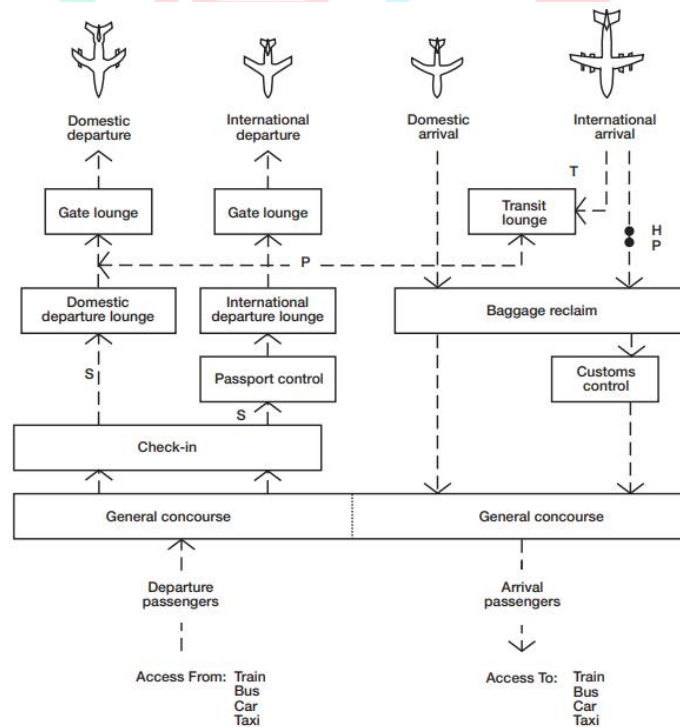 Domestic
departure
International
departure
Domestic
arrival
International
arrival
T
Gate lounge
Gate lounge
Transit
lounge
H
P
P
Domestic
departure lounge
International
departure lounge
Baggage reclaim
S
Passport control
Customs
control
S
Check-in
General concourse
General concourse
Departure
passengers
Arrival
passengers
Access From: Train
Bus
Car
Taxi
Access To: Train
Bus
Car
Taxi